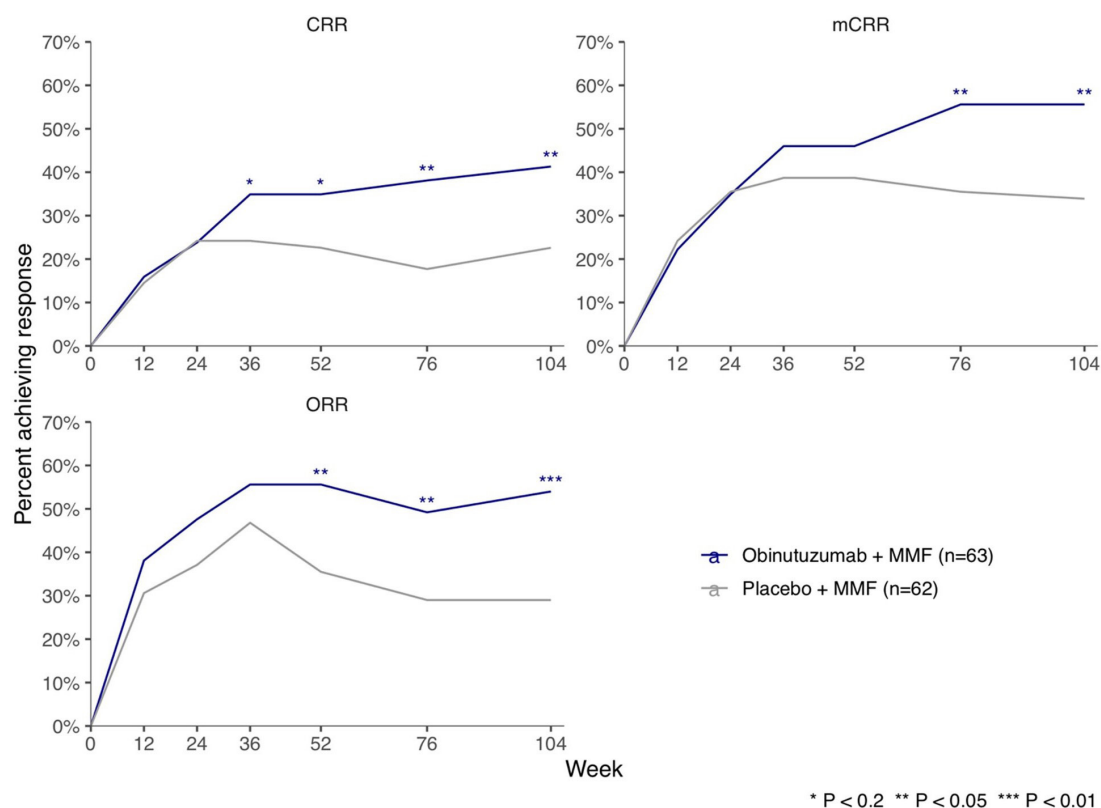 CRR
70%
60%
50%
40%
30%
20%
10%
0%
* * ** **
0 12 24 36 52 76 104
mCRR
70%
60%
50%
40%
30%
20%
10%
0%
** **
0 12 24 36 52 76 104
Percent achieving response
ORR
70%
60%
50%
40%
30%
20%
10%
0%
** ** ***
0 12 24 36 52 76 104
Week
a Obinutuzumab + MMF (n=63)
a Placebo + MMF (n=62)
* P < 0.2 ** P < 0.05 *** P < 0.01